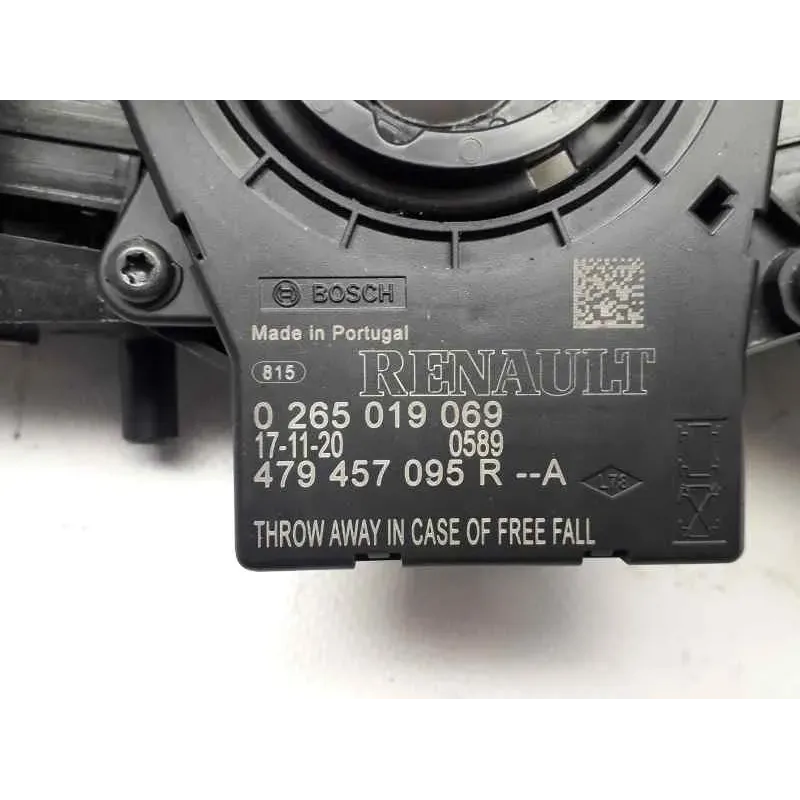 BOSCH
Made in Portugal
815 RENAULT
0 265 019 069
17-11-20 0589
479 457 095 R --A
THROW AWAY IN CASE OF FREE FALL